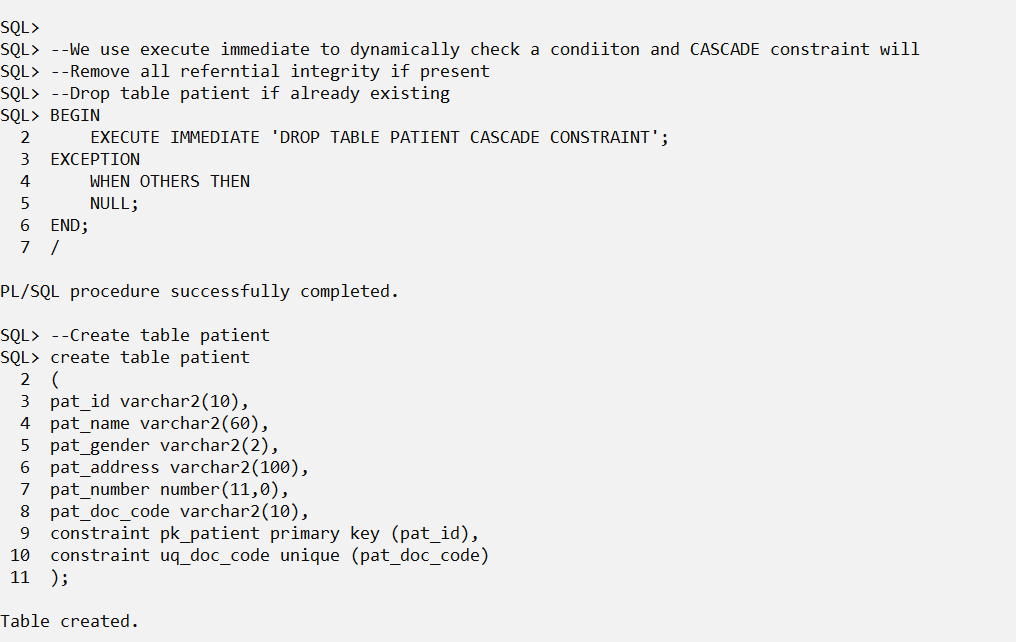 SQL>
SQL> --We use execute immediate to dynamically check a condiiton and CASCADE constraint will
SQL> --Remove all referntial integrity if present
SQL> --Drop table patient if already existing
SQL> BEGIN
  2      EXECUTE IMMEDIATE 'DROP TABLE PATIENT CASCADE CONSTRAINT';
  3  EXCEPTION
  4      WHEN OTHERS THEN
  5      NULL;
  6  END;
  7  /

PL/SQL procedure successfully completed.

SQL> --Create table patient
SQL> create table patient
  2  (
  3  pat_id varchar2(10),
  4  pat_name varchar2(60),
  5  pat_gender varchar2(2),
  6  pat_address varchar2(100),
  7  pat_number number(11,0),
  8  pat_doc_code varchar2(10),
  9  constraint pk_patient primary key (pat_id),
 10  constraint uq_doc_code unique (pat_doc_code)
 11  );

Table created.